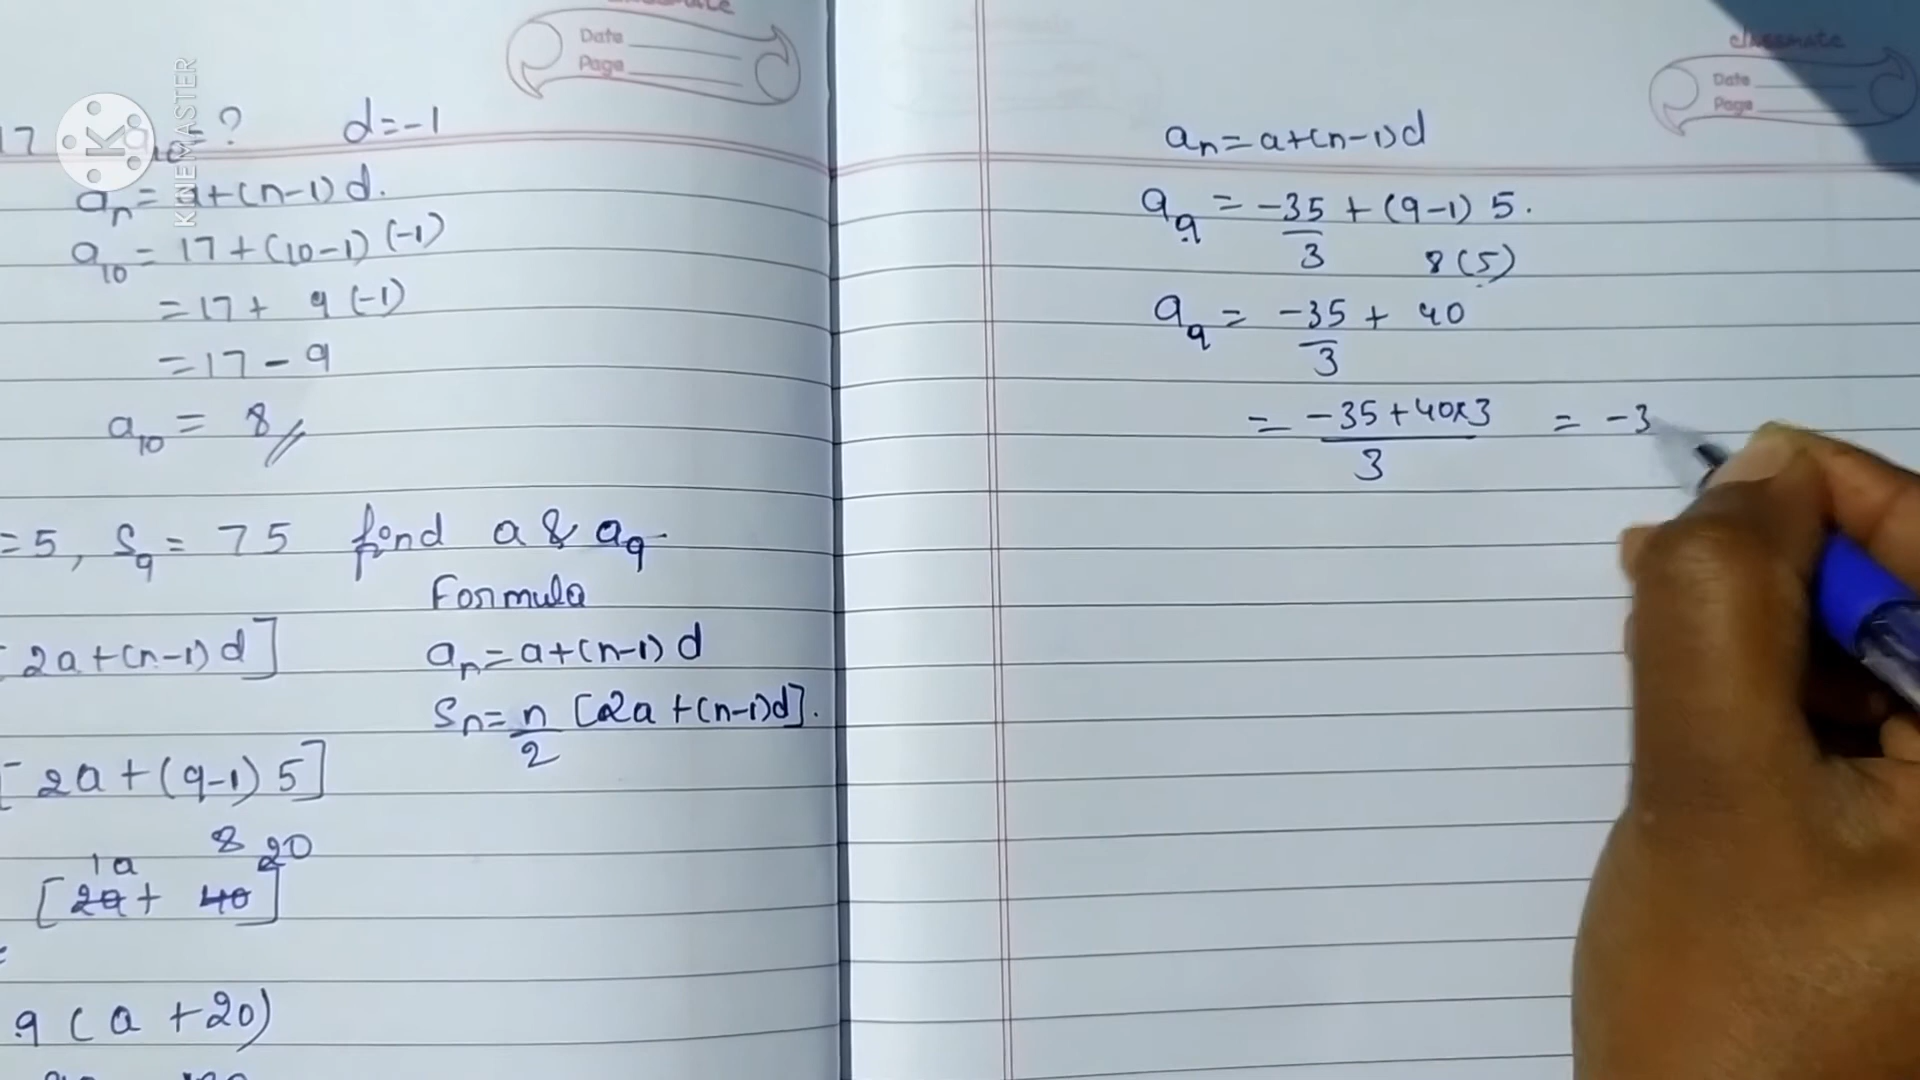 Date
Page
KINEMASTER
17 a₁₀ = ? d = -1
aₙ = a+(n-1)d.
a₁₀ = 17+(10-1)(-1)
= 17+ 9(-1)
= 17 - 9
a₁₀ = 8
=5, S₉ = 75 find a & a₉
Formula
2a+(n-1)d]
aₙ=a+(n-1)d
Sₙ=n/2 [2a+(n-1)d].
[2a+(9-1)5]
8 20
1a
[2a+ 40]
9(a+20)
classmate
Date
Page
aₙ=a+(n-1)d
a₉ = -35/3 + (9-1) 5.
8(5)
a₉ = -35/3 + 40
= -35+40x3/3 = -3